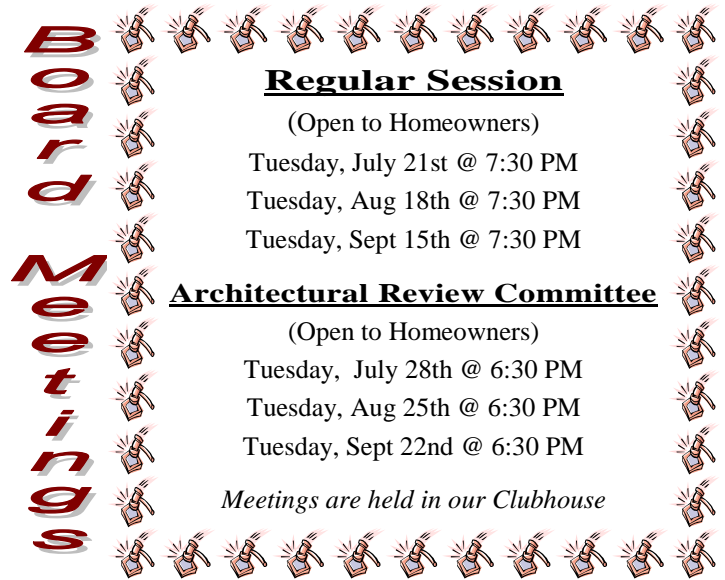 Board Meetings
Regular Session
(Open to Homeowners)
Tuesday, July 21st @ 7:30 PM
Tuesday, Aug 18th @ 7:30 PM
Tuesday, Sept 15th @ 7:30 PM
Architectural Review Committee
(Open to Homeowners)
Tuesday,  July 28th @ 6:30 PM
Tuesday, Aug 25th @ 6:30 PM
Tuesday, Sept 22nd @ 6:30 PM
Meetings are held in our Clubhouse